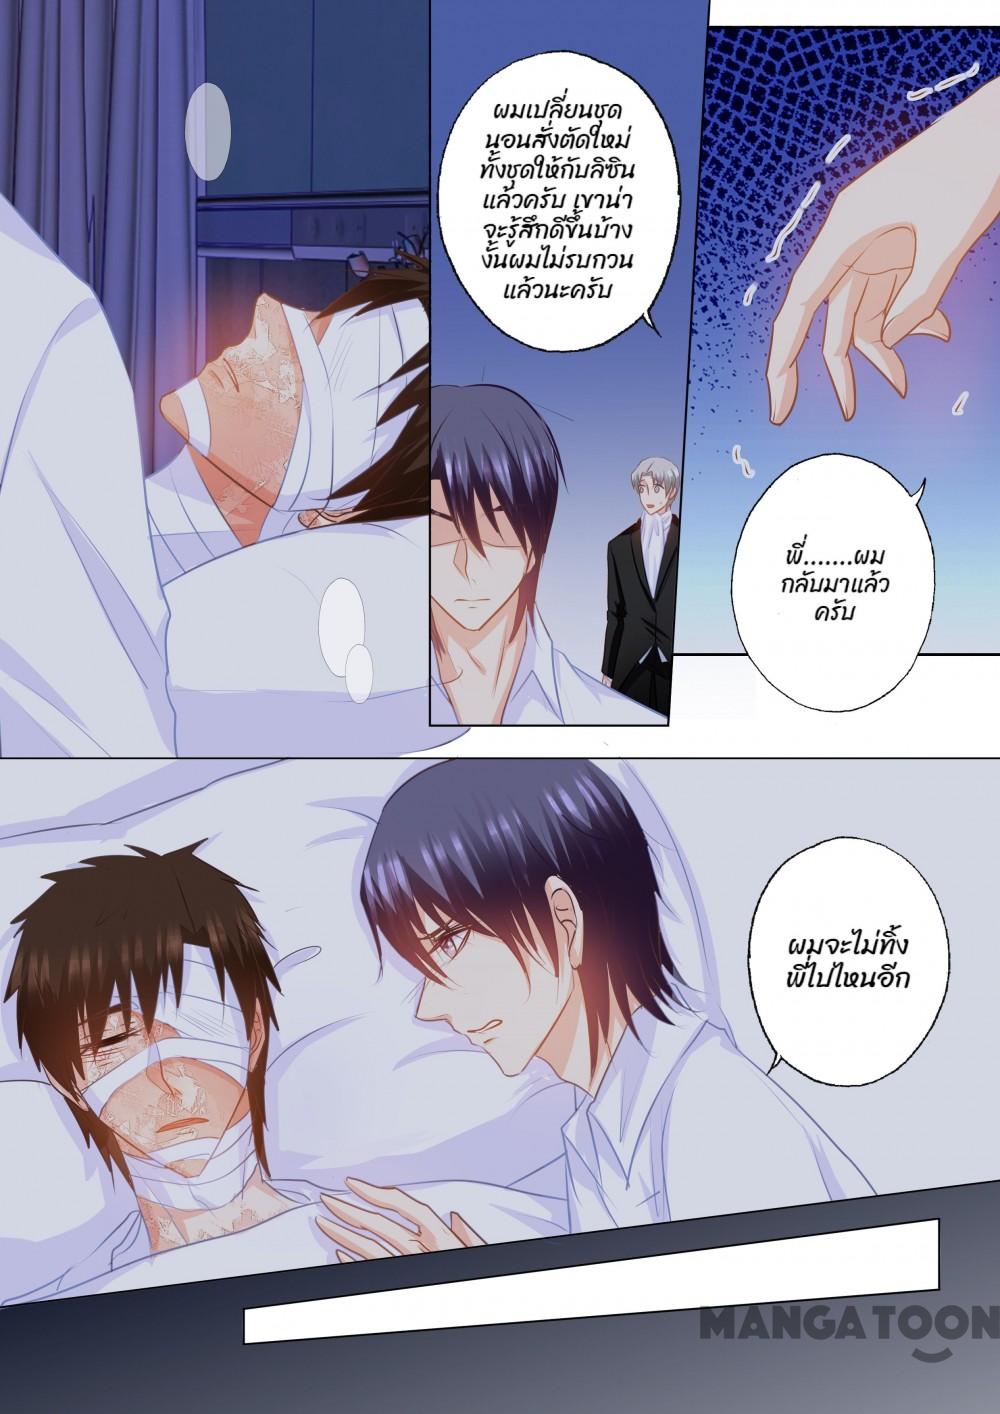 ผมเปลี่ยนชุด
นอนสั่งตัดใหม่
ทั้งชุดให้กับลิซิน
แล้วครับ เขาน่า
จะรู้สึกดีขึ้นบ้าง
งั้นผมไม่รบกวน
แล้วนะครับ
พี่.......ผม
กลับมาแล้ว
ครับ
ผมจะไม่ทิ้ง
พี่ไปไหนอีก
MANGATOON